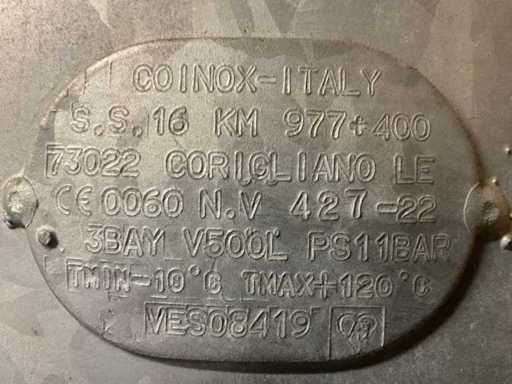 COINOX-ITALY
S.S.16 KM 977+400
73022 CORIGLIANO LE
CE 0060 N.V 427-22
3BAY V500L PS11BAR
TMIN-10°C TMAX+120°C
VES08419